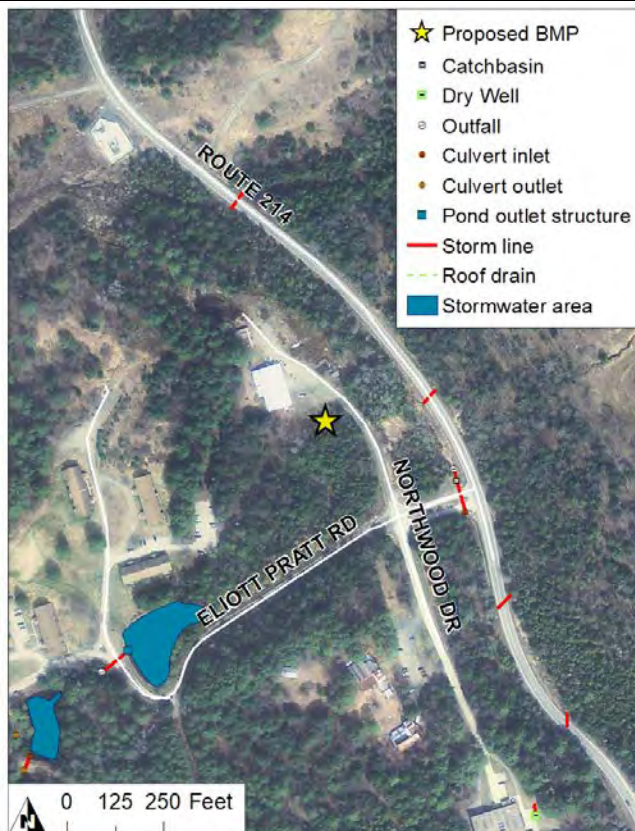 Proposed BMP
Catchbasin
Dry Well
Outfall
Culvert inlet
Culvert outlet
Pond outlet structure
Storm line
Roof drain
Stormwater area
ROUTE 214
NORTHWOOD DR
ELIOTT PRATT RD
N
0 125 250 Feet